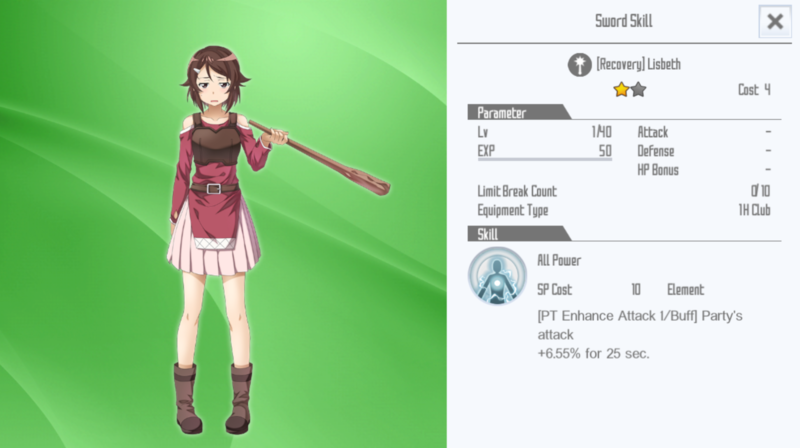 Sword Skill
[Recovery] Lisbeth
Cost 4
Parameter
Lv 1/40 Attack -
EXP 50 Defense -
HP Bonus -
Limit Break Count 0/10
Equipment Type 1H Club
Skill
All Power
SP Cost 10 Element
[PT Enhance Attack 1/Buff] Party's
attack
+6.55% for 25 sec.